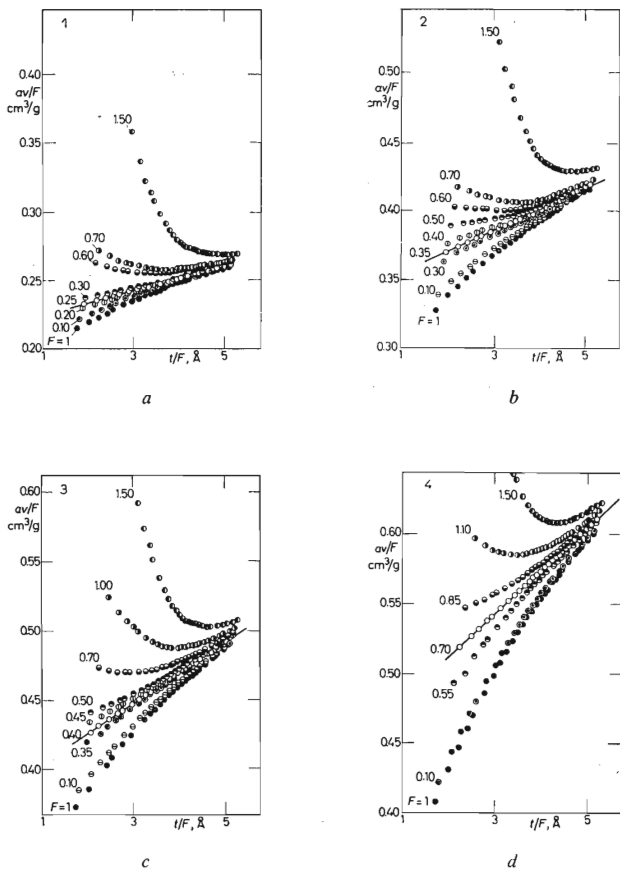 1
0.40
av/F
cm³/g
1.50
0.35
0.30
0.70
0.60
0.25
0.30
0.25
0.20
0.10
F = 1
0.20
1 3 5
t/F, Å
a
2
0.50
av/F
cm³/g
1.50
0.45
0.70
0.60
0.40
0.50
0.40
0.35
0.30
0.35
0.10
F = 1
0.30
1 3 5
t/F, Å
b
3
0.60
av/F
cm³/g
1.50
0.55
1.00
0.50
0.70
0.50
0.45
0.45
0.40
0.35
0.40
0.10
F = 1
1 3 5
t/F, Å
c
4
1.50
0.60
av/F
cm³/g
1.10
0.85
0.55
0.70
0.50
0.55
0.45
0.10
F = 1
0.40
1 3 5
t/F, Å
d